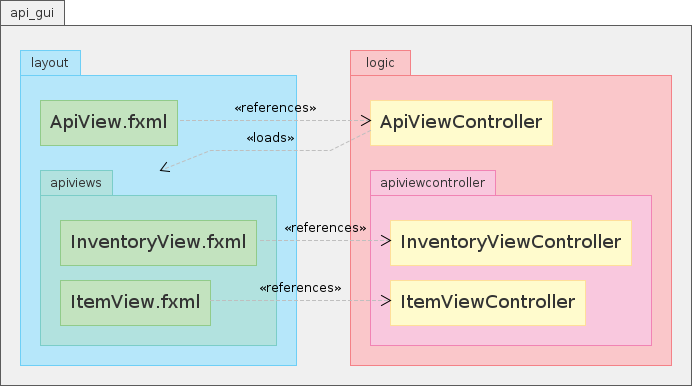 api_gui
layout
logic
ApiView.fxml
«references»
ApiViewController
«loads»
apiviews
apiviewcontroller
InventoryView.fxml
«references»
InventoryViewController
ItemView.fxml
«references»
ItemViewController